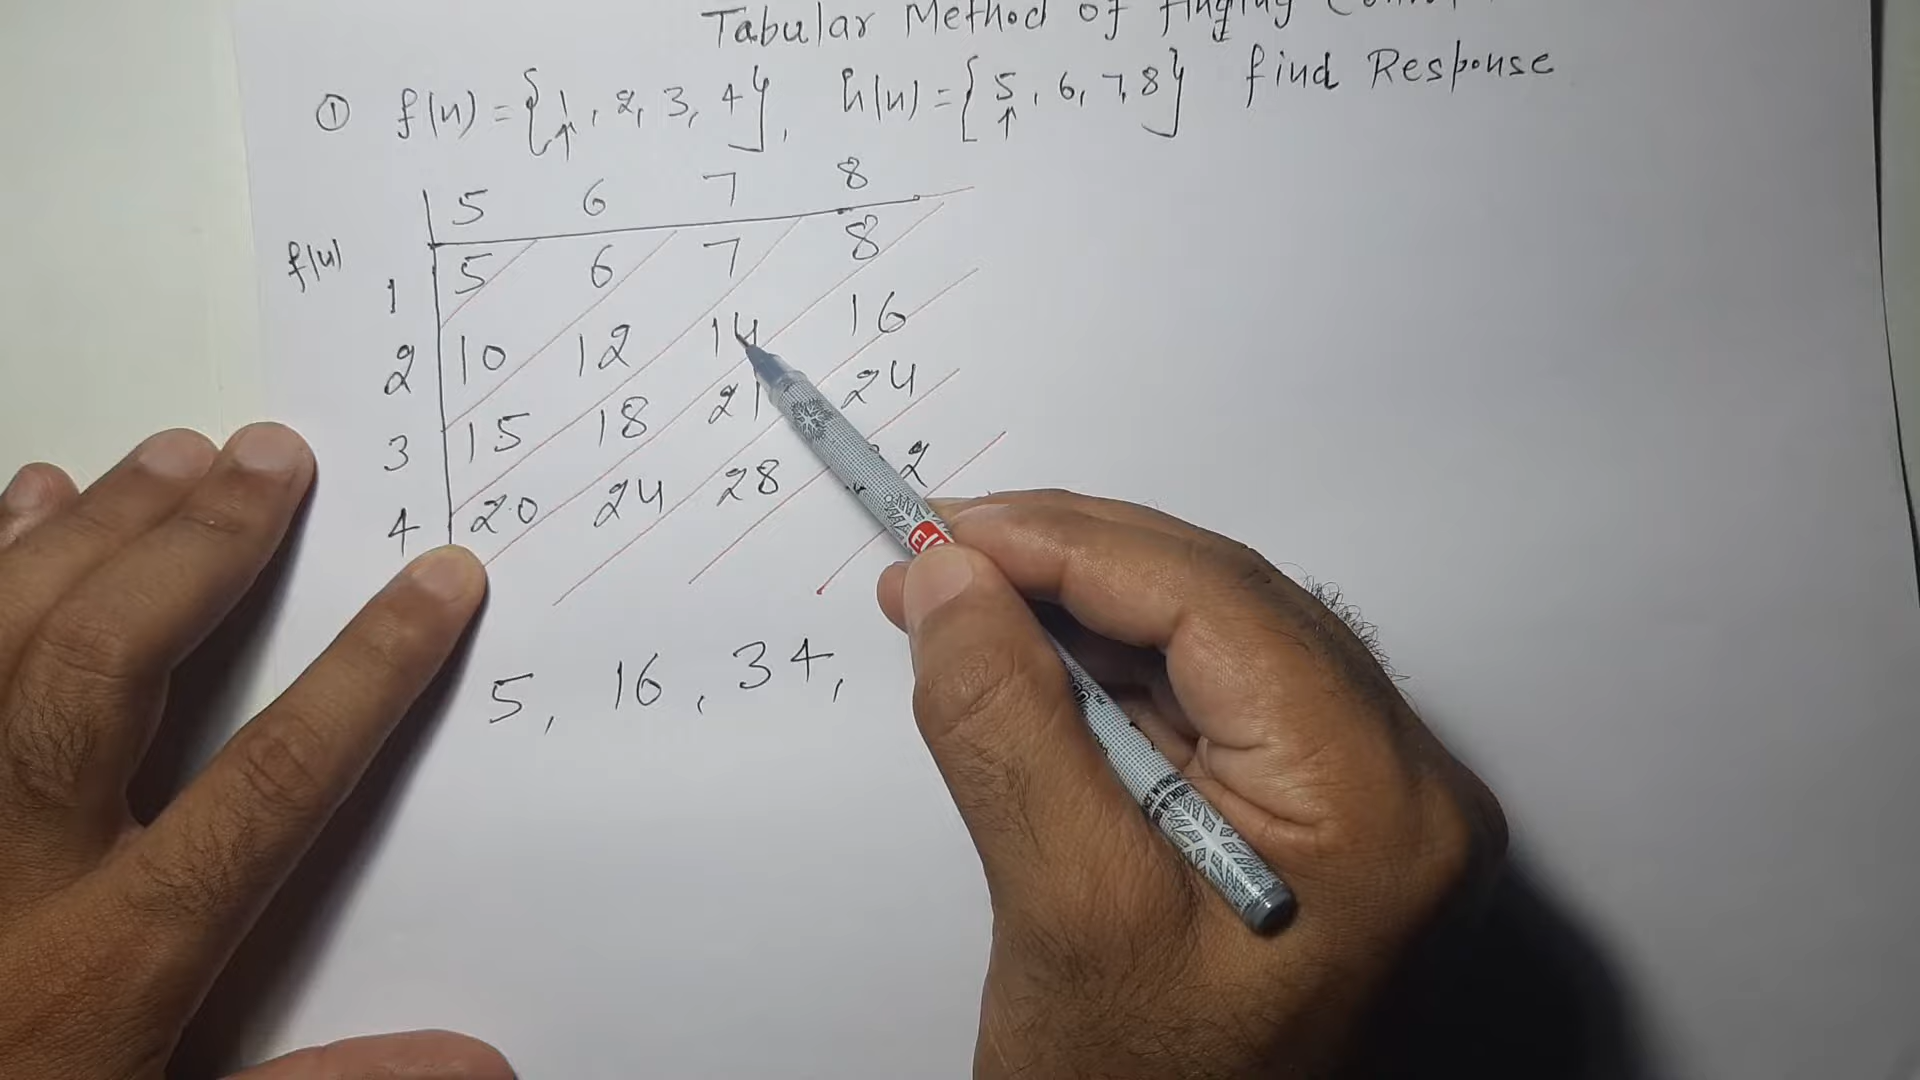 Tabular Method of
① f(n) = {1, 2, 3, 4}, h(n) = {5, 6, 7, 8} find Response
↑ ↑
5 6 7 8
f(n)
1 5 6 7 8
2 10 12 14 16
3 15 18 21 24
4 20 24 28 2
5, 16, 34,